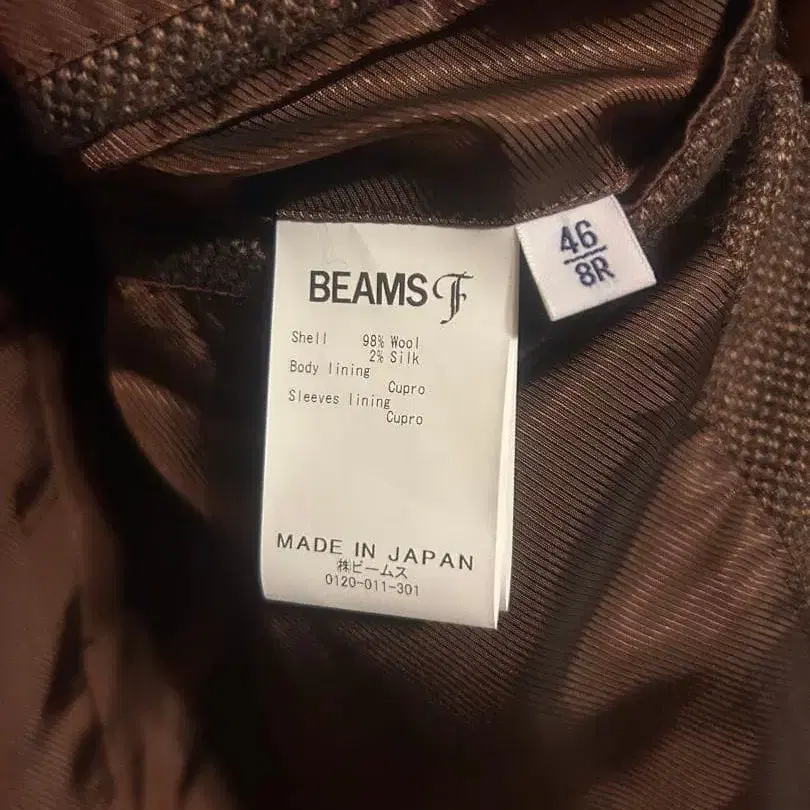 BEAMS F
Shell 98% Wool
2% Silk
Body lining
Cupro
Sleeves lining
Cupro
MADE IN JAPAN
㈱ビームス
0120-011-301
46
8R